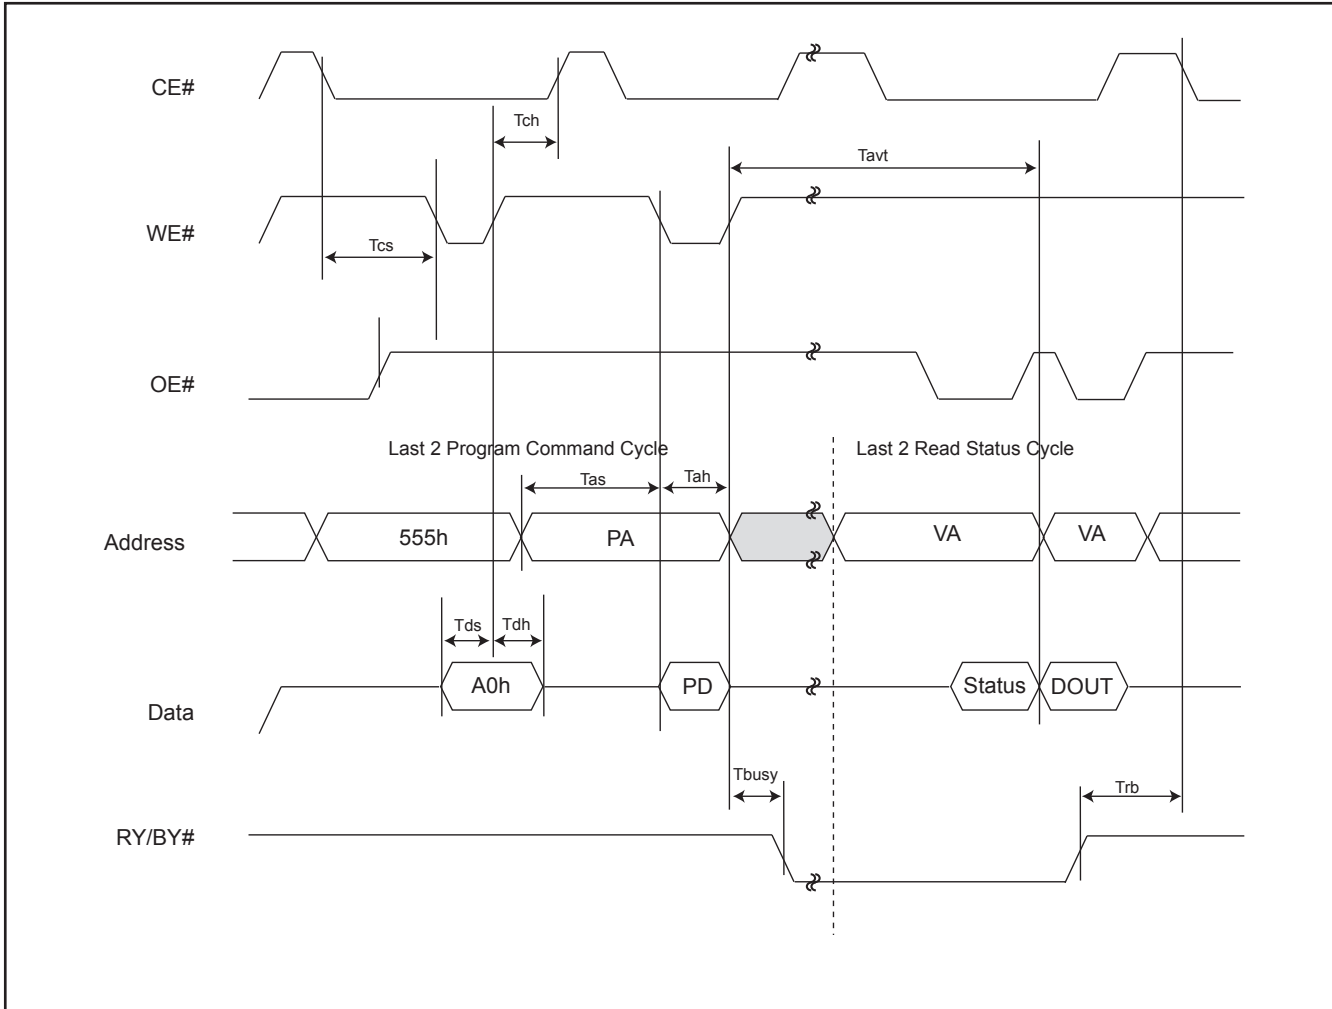 CE#
Tch
Tavt
WE#
Tcs
OE#
Last 2 Program Command Cycle
Last 2 Read Status Cycle
Tas
Tah
Address
555h
PA
VA
VA
Tds
Tdh
Data
A0h
PD
Status
DOUT
Tbusy
Trb
RY/BY#